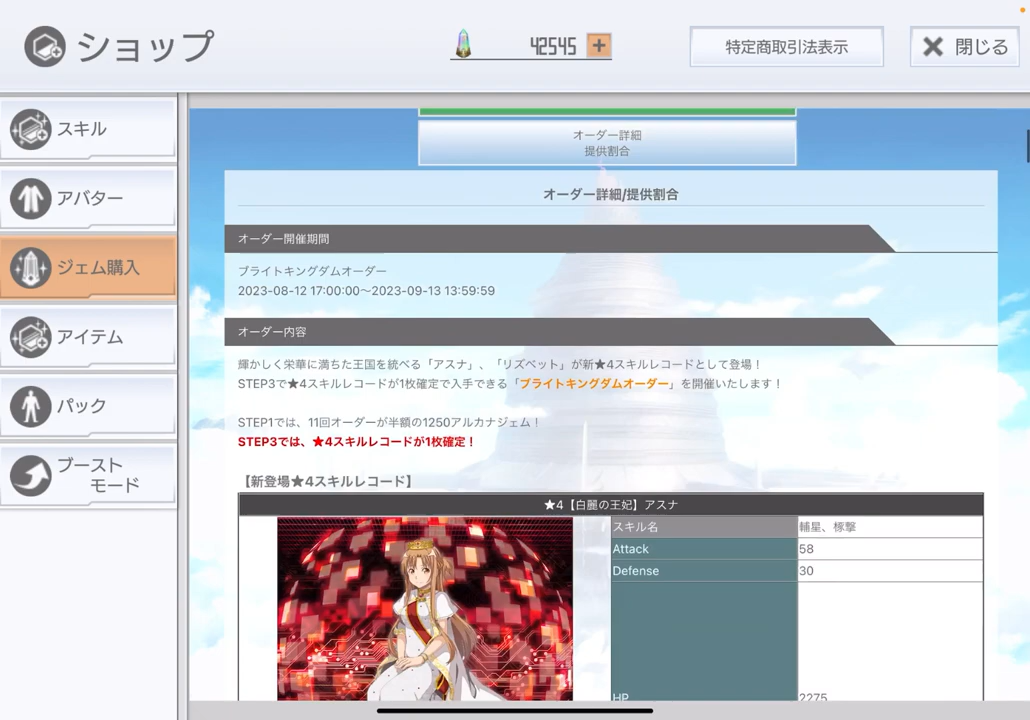 ショップ
42545
特定商取引法表示
閉じる
スキル
アバター
ジェム購入
アイテム
パック
ブースト
モード
オーダー詳細
提供割合
オーダー詳細/提供割合
オーダー開催期間
ブライトキングダムオーダー
2023-08-12 17:00:00〜2023-09-13 13:59:59
オーダー内容
輝かしく栄華に満ちた王国を統べる「アスナ」、「リズベット」が新★4スキルレコードとして登場！
STEP3で★4スキルレコードが1枚確定で入手できる「ブライトキングダムオーダー」を開催いたします！
STEP1では、11回オーダーが半額の1250アルカナジェム！
STEP3では、★4スキルレコードが1枚確定！
【新登場★4スキルレコード】
★4【白麗の王妃】アスナ
スキル名 輔星、椓撃
Attack 58
Defense 30
HP 2275